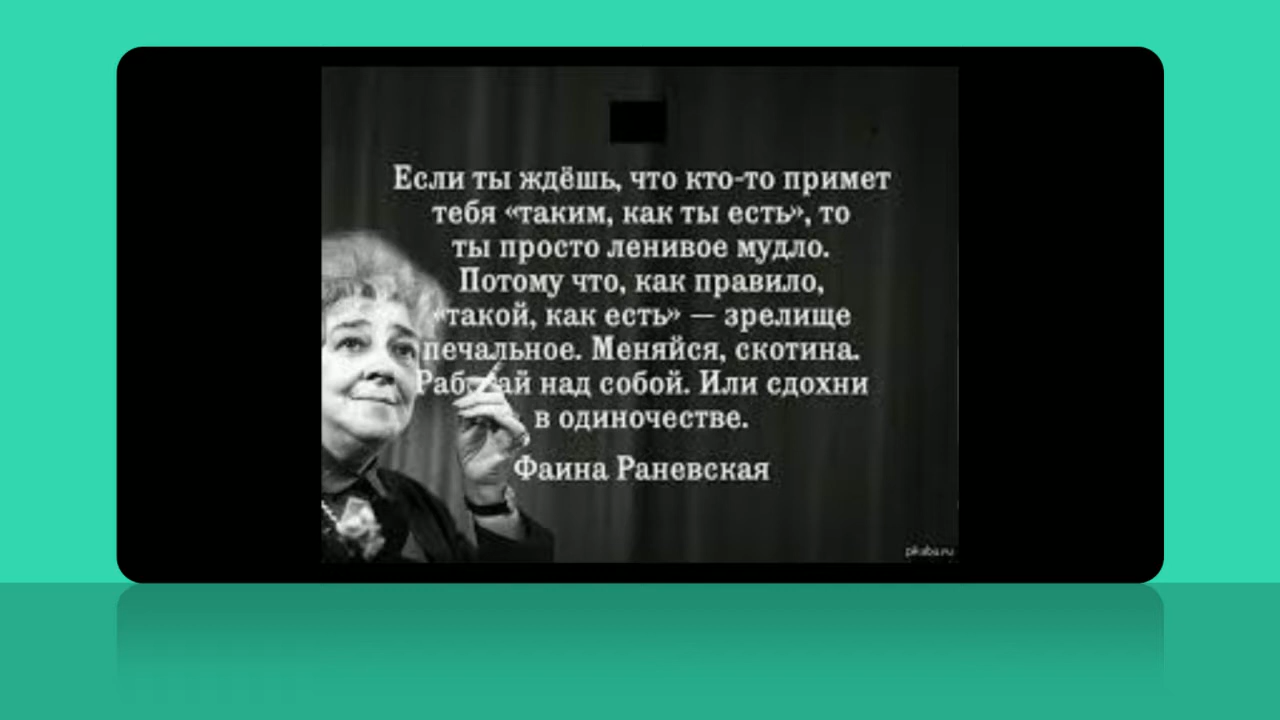 Если ты ждёшь, что кто-то примет
тебя «таким, как ты есть», то
ты просто ленивое мудло.
Потому что, как правило,
«такой, как есть» — зрелище
печальное. Меняйся, скотина.
над собой. Или сдохни
в одиночестве.
Фаина Раневская
pikabu.ru